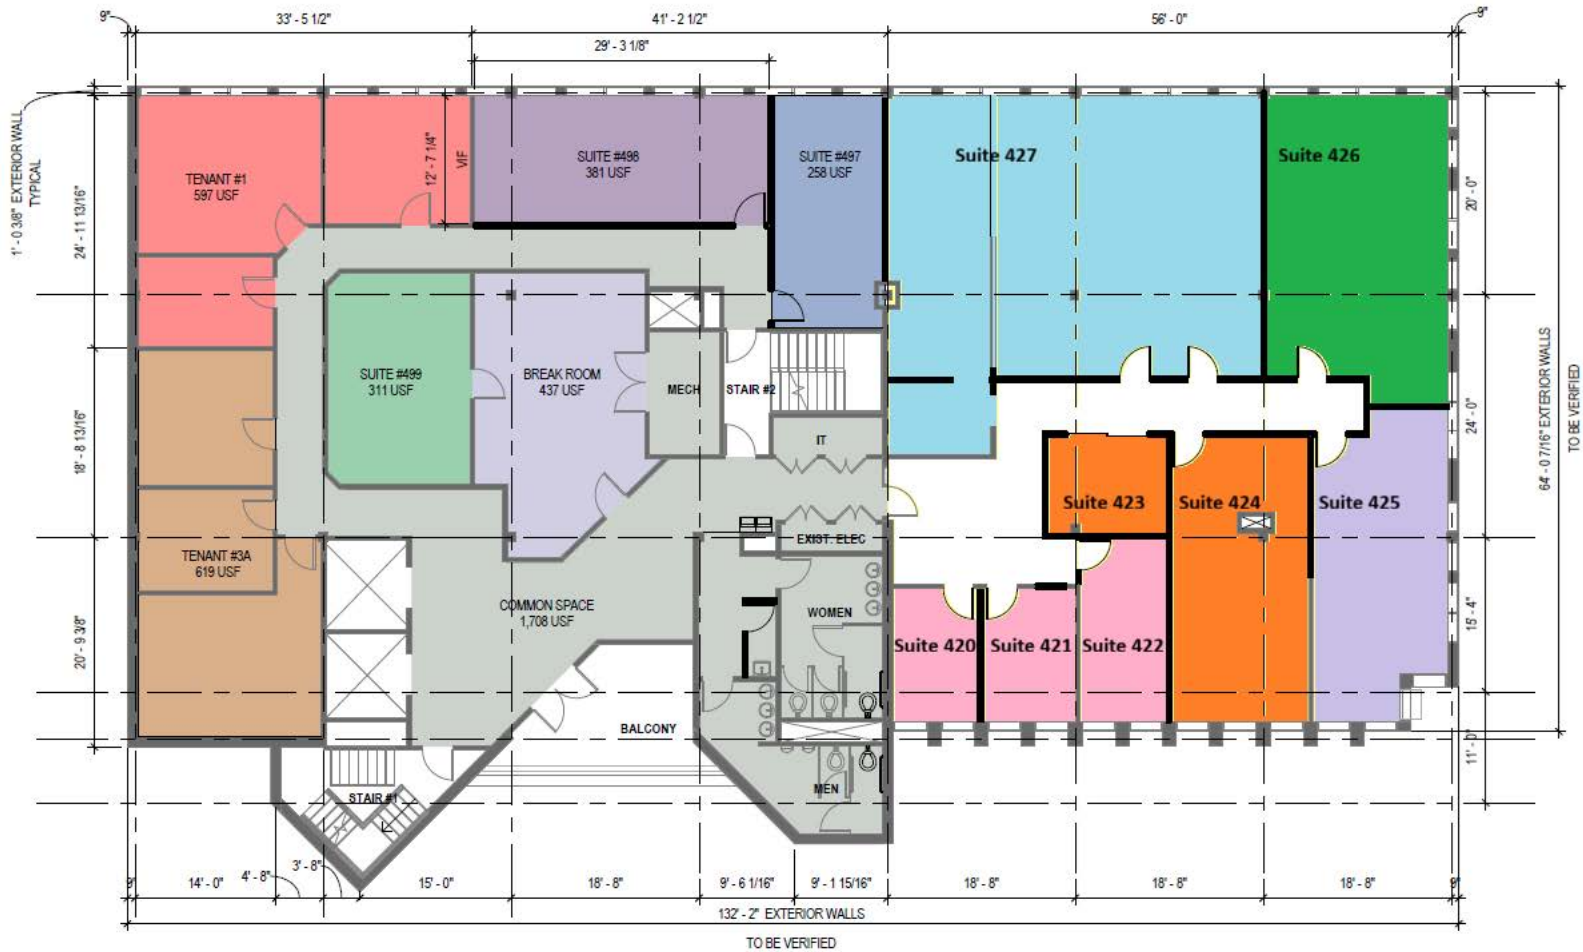 9"
33' - 5 1/2"
41' - 2 1/2"
56' - 0"
9"
29' - 3 1/8"
1' - 0 3/8" EXTERIOR WALL
TYPICAL
24' - 11 13/16"
18' - 8 13/16"
20' - 9 3/8"
TENANT #1
597 USF
12' - 7 1/4"
VIF
SUITE #498
381 USF
SUITE #497
258 USF
Suite 427
Suite 426
20' - 0"
24' - 0"
15' - 4"
11' - 0"
64' - 0 7/16" EXTERIOR WALLS
TO BE VERIFIED
SUITE #499
311 USF
BREAK ROOM
437 USF
MECH
STAIR #2
IT
Suite 423
Suite 424
Suite 425
EXIST. ELEC
TENANT #3A
619 USF
COMMON SPACE
1,708 USF
WOMEN
Suite 420
Suite 421
Suite 422
BALCONY
MEN
STAIR #1
9"
14' - 0"
4' - 8"
3' - 8"
15' - 0"
18' - 8"
9' - 6 1/16"
9' - 1 15/16"
18' - 8"
18' - 8"
18' - 8"
9"
132' - 2" EXTERIOR WALLS
TO BE VERIFIED